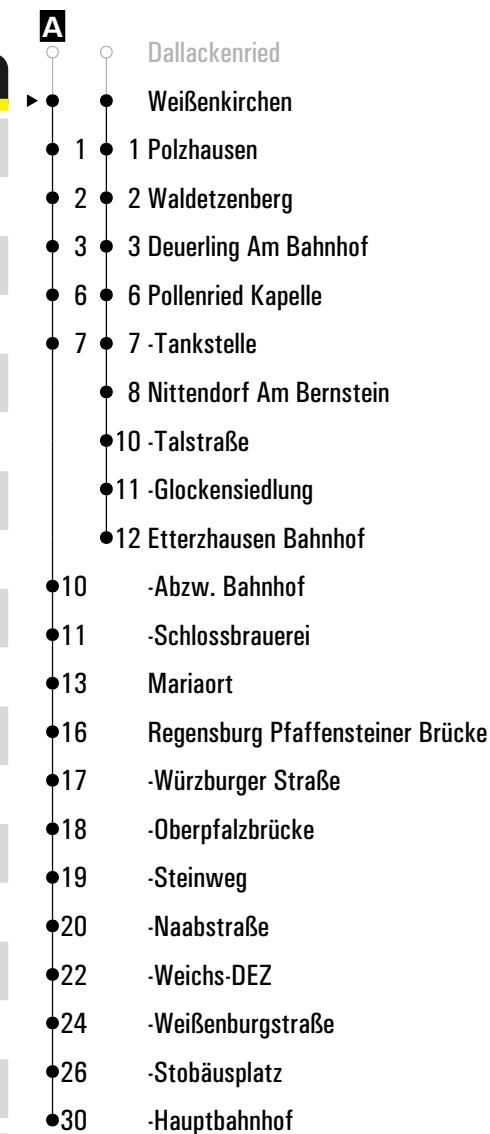 A
Dallackenried
Weißenkirchen
1 1 Polzhausen
2 2 Waldetzenberg
3 3 Deuerling Am Bahnhof
6 6 Pollenried Kapelle
7 7 -Tankstelle
8 Nittendorf Am Bernstein
10 -Talstraße
11 -Glockensiedlung
12 Etterzhausen Bahnhof
10 -Abzw. Bahnhof
11 -Schlossbrauerei
13 Mariaort
16 Regensburg Pfaffensteiner Brücke
17 -Würzburger Straße
18 -Oberpfalzbrücke
19 -Steinweg
20 -Naabstraße
22 -Weichs-DEZ
24 -Weißenburgstraße
26 -Stobäusplatz
30 -Hauptbahnhof